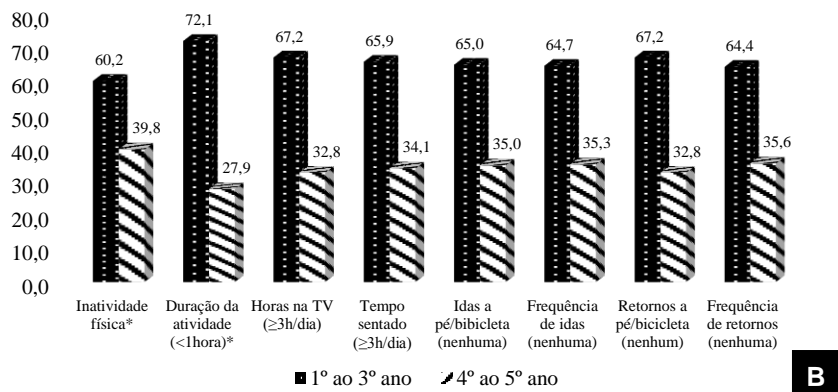 80,0
70,0
60,0
50,0
40,0
30,0
20,0
10,0
0,0
60,2
39,8
72,1
27,9
67,2
32,8
65,9
34,1
65,0
35,0
64,7
35,3
67,2
32,8
64,4
35,6
Inatividade
física*
Duração da
atividade
(<1hora)*
Horas na TV
(≥3h/dia)
Tempo
sentado
(≥3h/dia)
Idas a
pé/bibicleta
(nenhuma)
Frequência
de idas
(nenhuma)
Retornos a
pé/bicicleta
(nenhum)
Frequência
de retornos
(nenhuma)
1º ao 3º ano
4º ao 5º ano
B